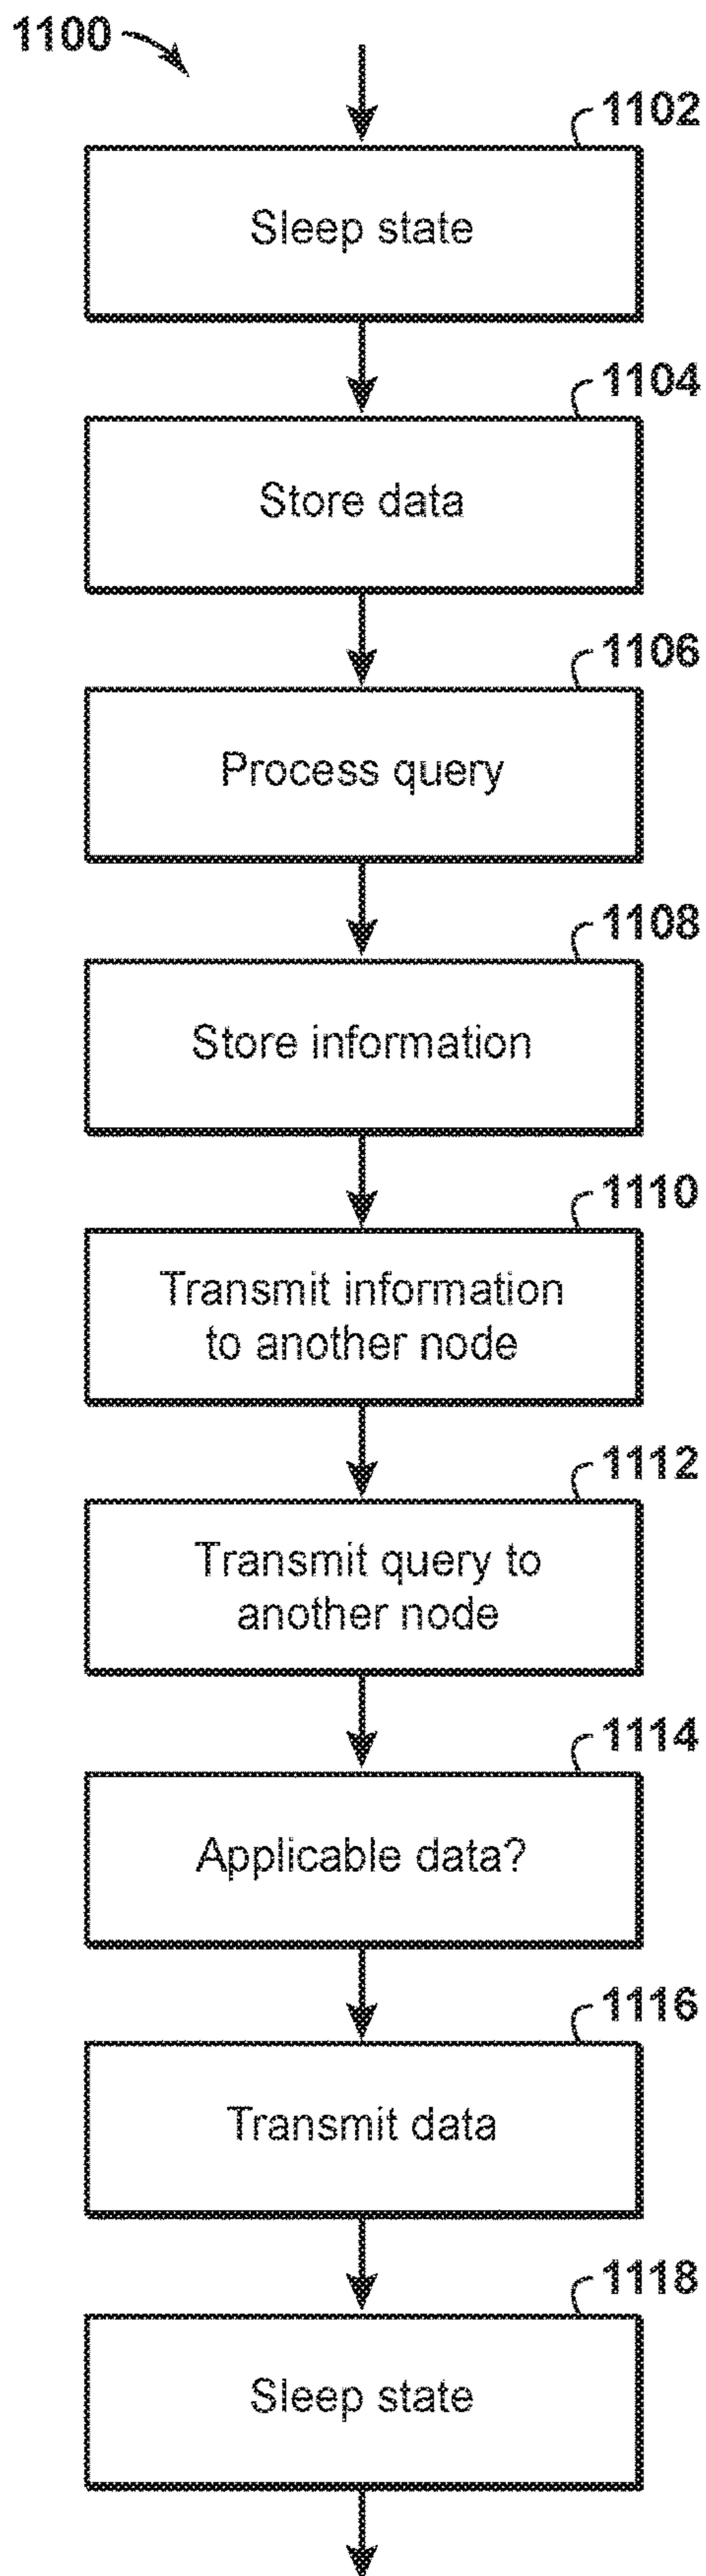 1100
1102
Sleep state
1104
Store data
1106
Process query
1108
Store information
1110
Transmit information
to another node
1112
Transmit query to
another node
1114
Applicable data?
1116
Transmit data
1118
Sleep state